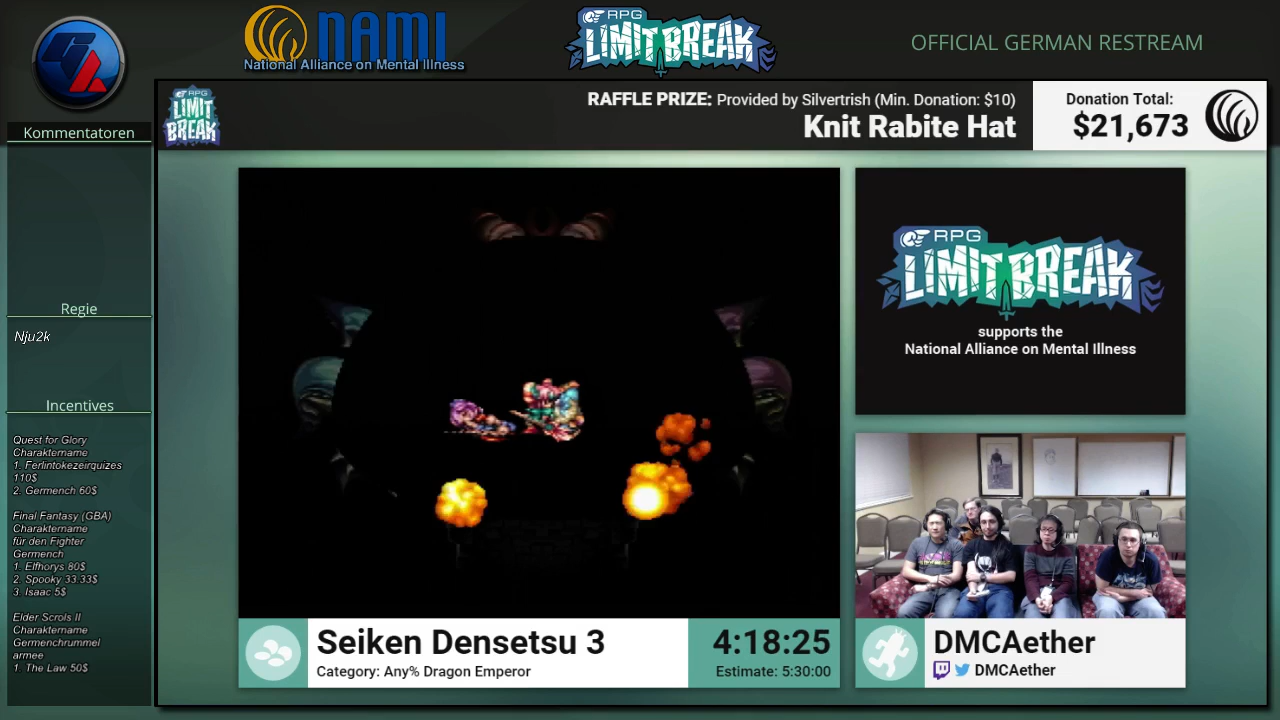 NAMI
National Alliance on Mental Illness
RPG
LIMIT BREAK
OFFICIAL GERMAN RESTREAM
Kommentatoren
RPG
LIMIT
BREAK
RAFFLE PRIZE: Provided by Silvertrish (Min. Donation: $10)
Knit Rabite Hat
Donation Total:
$21,673
Regie
Nju2k
Incentives
Quest for Glory
Charaktername
1. Ferlintokezeirquizes
110$
2. Germench 60$
Final Fantasy (GBA)
Charaktername
für den Fighter
Germench
1. Elfhorys 80$
2. Spooky 33.33$
3. Isaac 5$
Elder Scrols II
Charaktername
Germenchrummel
armee
1. The Law 50$
RPG
LIMIT BREAK
supports the
National Alliance on Mental Illness
Seiken Densetsu 3
Category: Any% Dragon Emperor
4:18:25
Estimate: 5:30:00
DMCAether
DMCAether